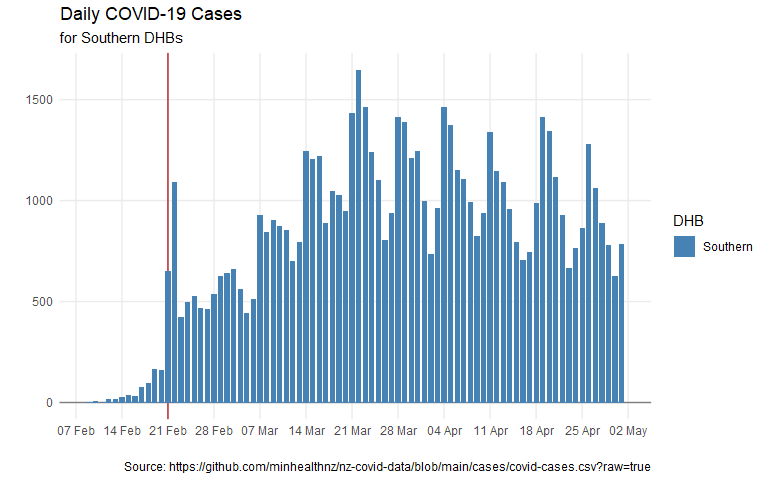 Daily COVID-19 Cases
for Southern DHBs
1500
1000
500
0
07 Feb 14 Feb 21 Feb 28 Feb 07 Mar 14 Mar 21 Mar 28 Mar 04 Apr 11 Apr 18 Apr 25 Apr 02 May
DHB
Southern
Source: https://github.com/minhealthnz/nz-covid-data/blob/main/cases/covid-cases.csv?raw=true